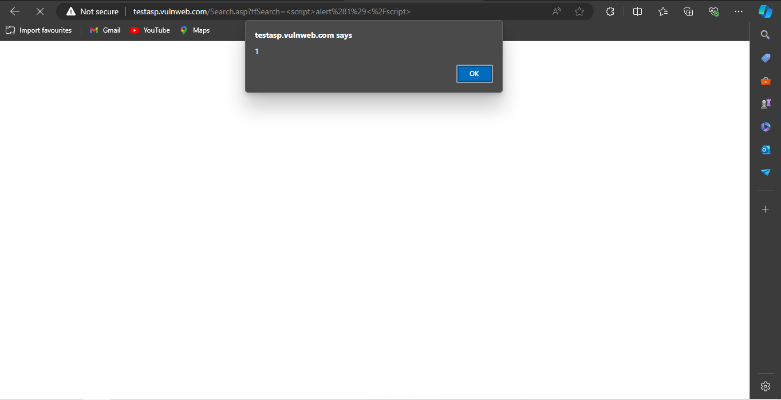 Not secure
testasp.vulnweb.com/Search.asp?tfSearch=<script>alert%281%29<%2Fscript>
Import favourites
Gmail
YouTube
Maps
testasp.vulnweb.com says
1
OK